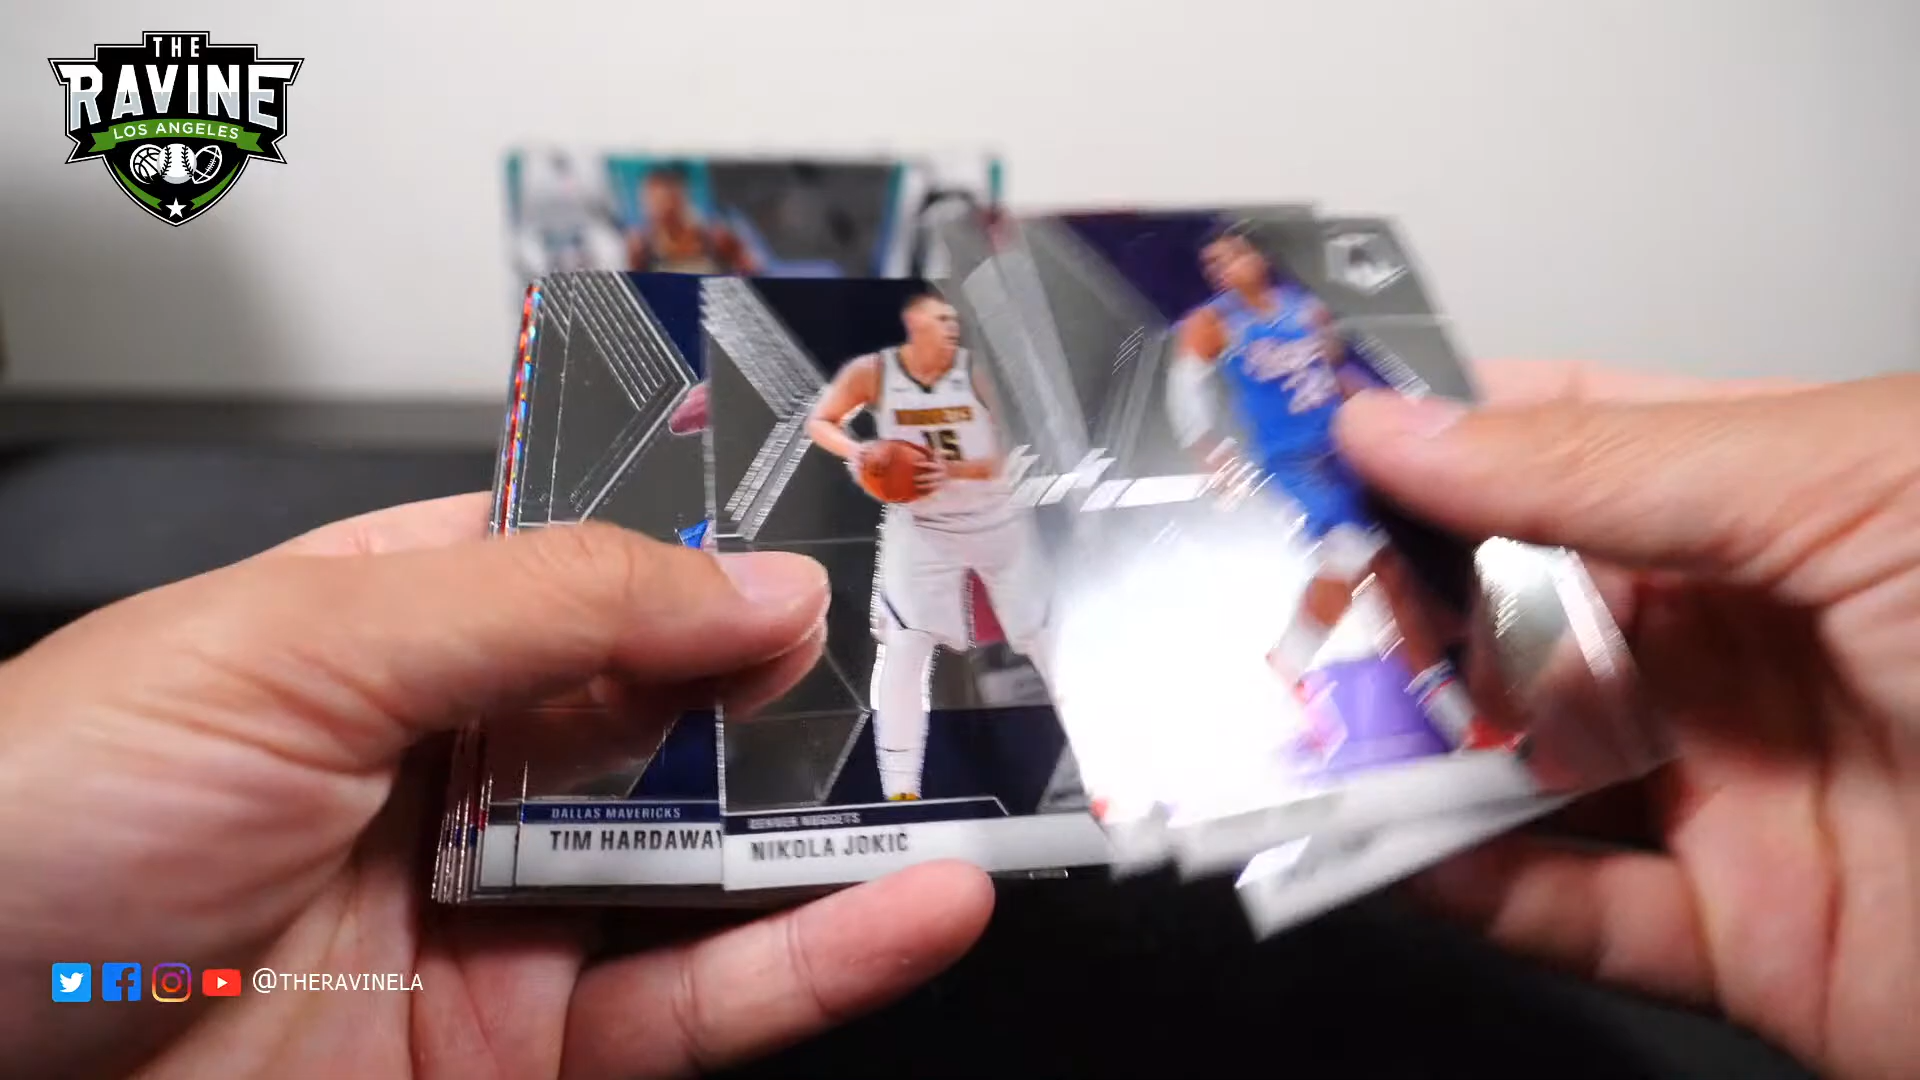 THE
RAVINE
LOS ANGELES
NUGGETS
15
DALLAS MAVERICKS
TIM HARDAWAY
DENVER NUGGETS
NIKOLA JOKIC
@THERAVINELA